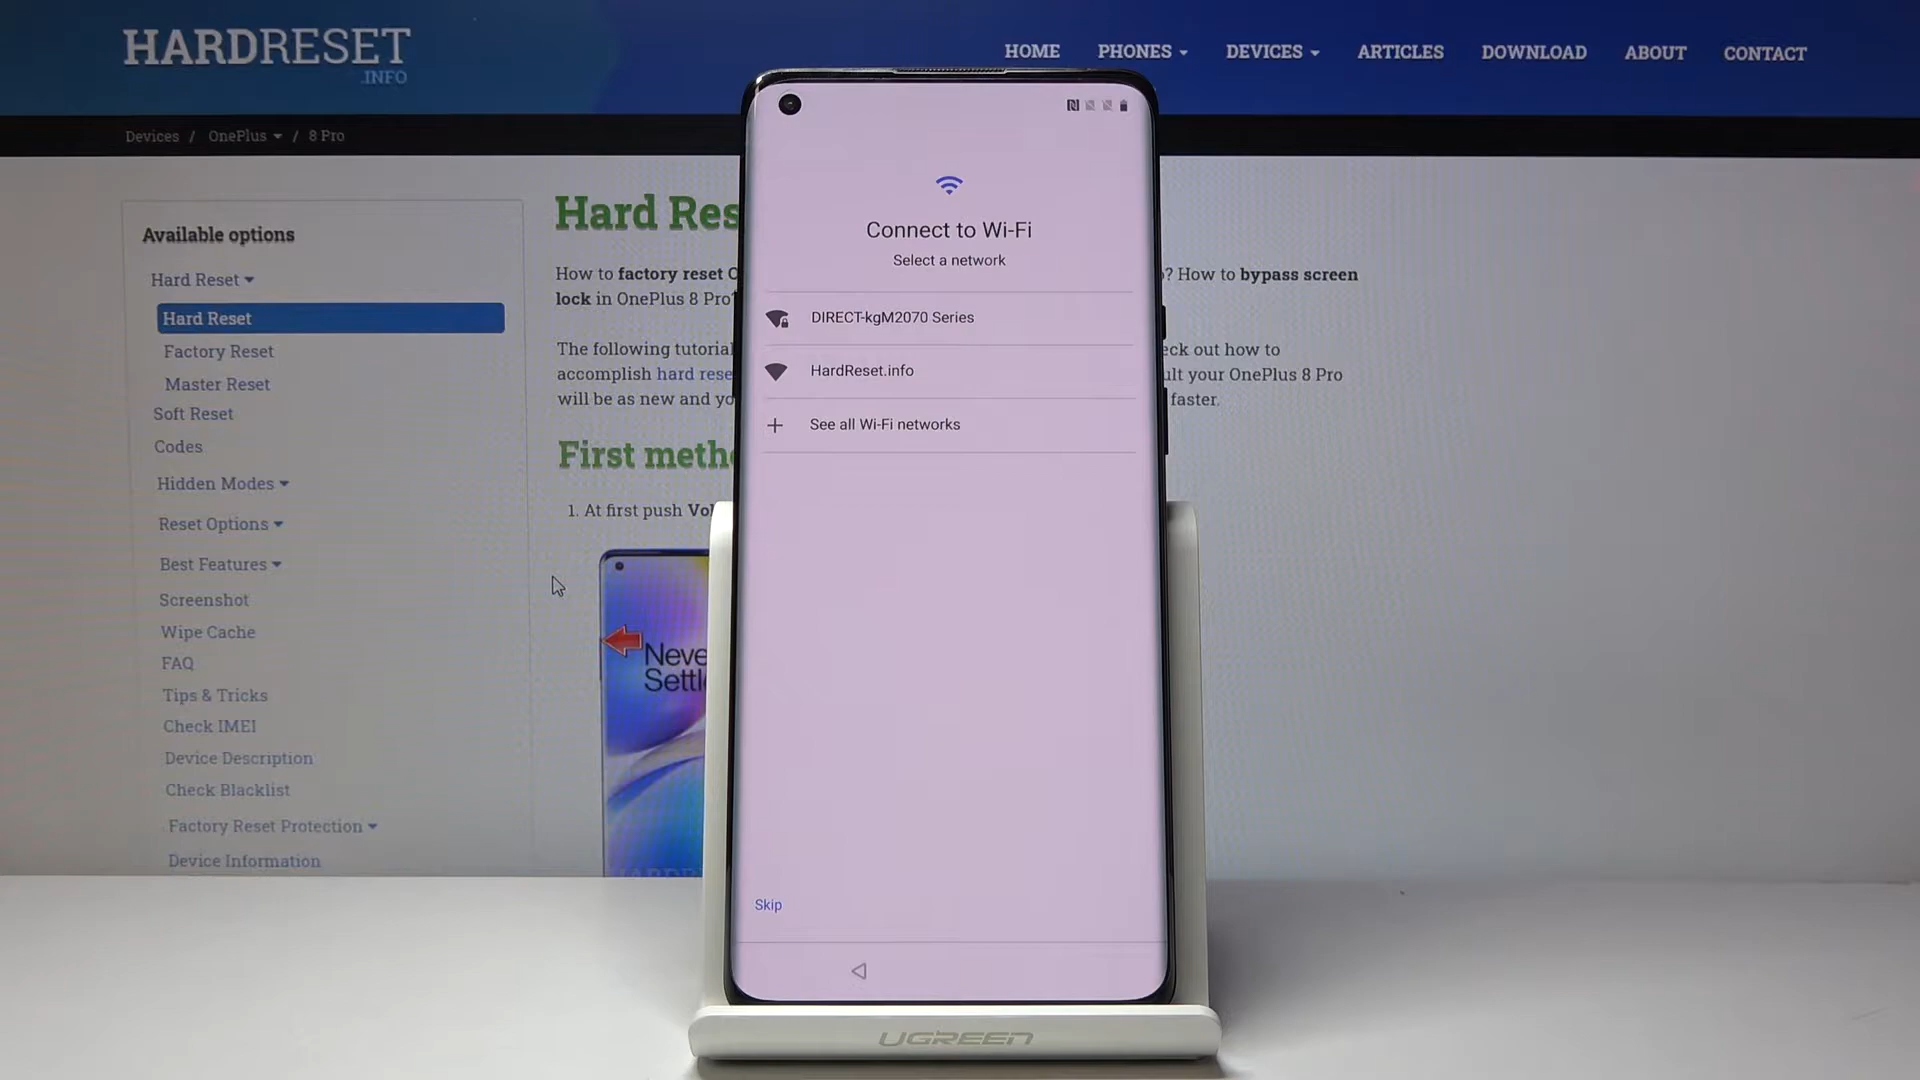 HARDRESET
.INFO
HOME PHONES DEVICES ARTICLES DOWNLOAD ABOUT CONTACT
Devices / OnePlus / 8 Pro
Available options
Hard Reset
Hard Reset
Factory Reset
Master Reset
Soft Reset
Codes
Hidden Modes
Reset Options
Best Features
Screenshot
Wipe Cache
FAQ
Tips & Tricks
Check IMEI
Device Description
Check Blacklist
Factory Reset Protection
Device Information
Hard Res
How to factory reset O
? How to bypass screen
lock in OnePlus 8 Pro?
The following tutorial
eck out how to
accomplish hard rese
ult your OnePlus 8 Pro
will be as new and yo
faster.
First meth
1. At first push Vol
Neve
Settl
Connect to Wi-Fi
Select a network
DIRECT-kgM2070 Series
HardReset.info
See all Wi-Fi networks
Skip
UGREEN